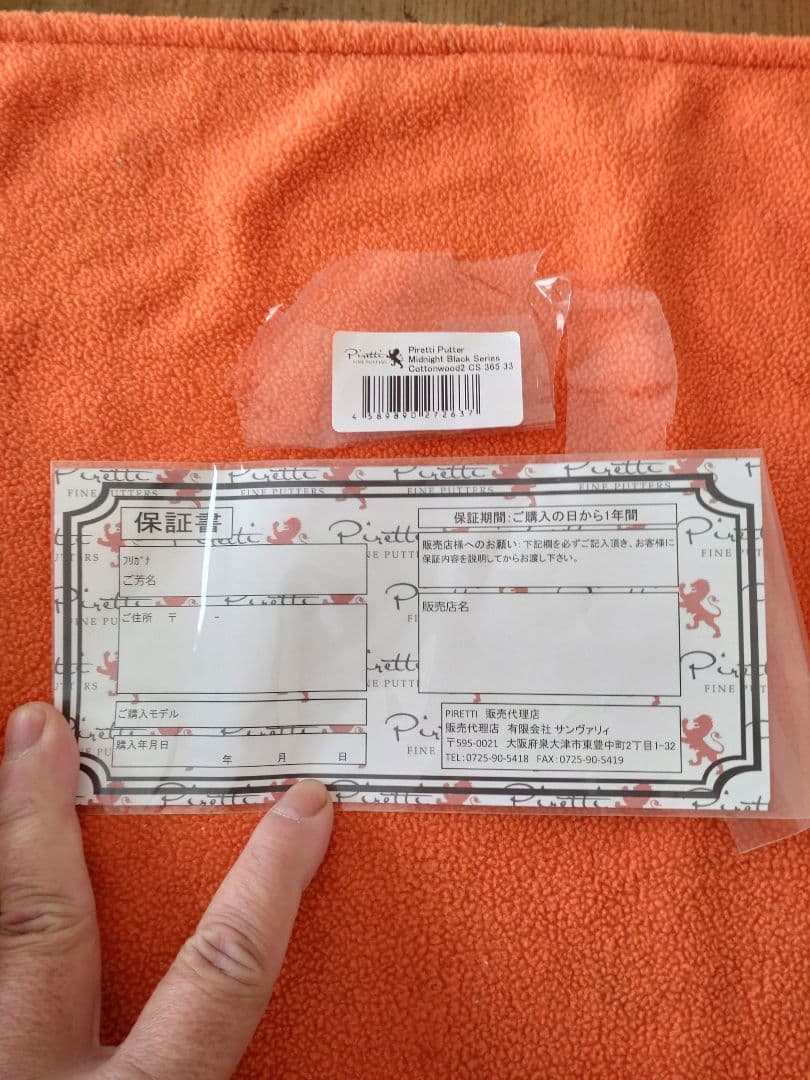 Piretti
FINE PUTTERS
Piretti Putter
Midnight Black Series
Cottonwood2 CS 365 33
4 589890 272637
Piretti
FINE PUTTERS
保証書
フリガナ
ご芳名
ご住所 〒 -
ご購入モデル
購入年月日
年 月 日
保証期間:ご購入の日から1年間
販売店様へのお願い:下記欄を必ずご記入頂き、お客様に
保証内容を説明してからお渡し下さい。
販売店名
PIRETTI 販売代理店
販売代理店 有限会社 サンヴァリィ
〒595-0021 大阪府泉大津市東豊中町2丁目1-32
TEL:0725-90-5418 FAX:0725-90-5419